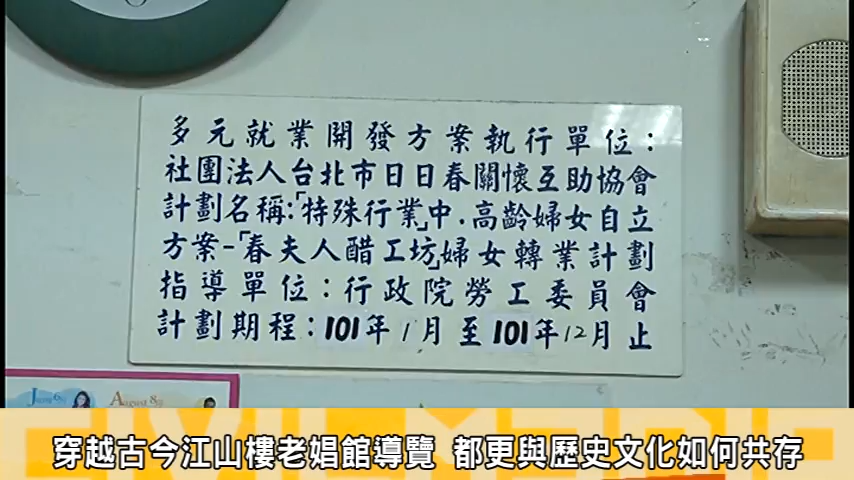 多元就業開發方案執行單位：
社團法人台北市日日春關懷互助協會
計劃名稱:「特殊行業」中.高齡婦女自立
方案-「春夫人醋工坊」婦女轉業計劃
指導單位：行政院勞工委員會
計劃期程：101年1月至101年12月止
穿越古今江山樓老娼館導覽 都更與歷史文化如何共存